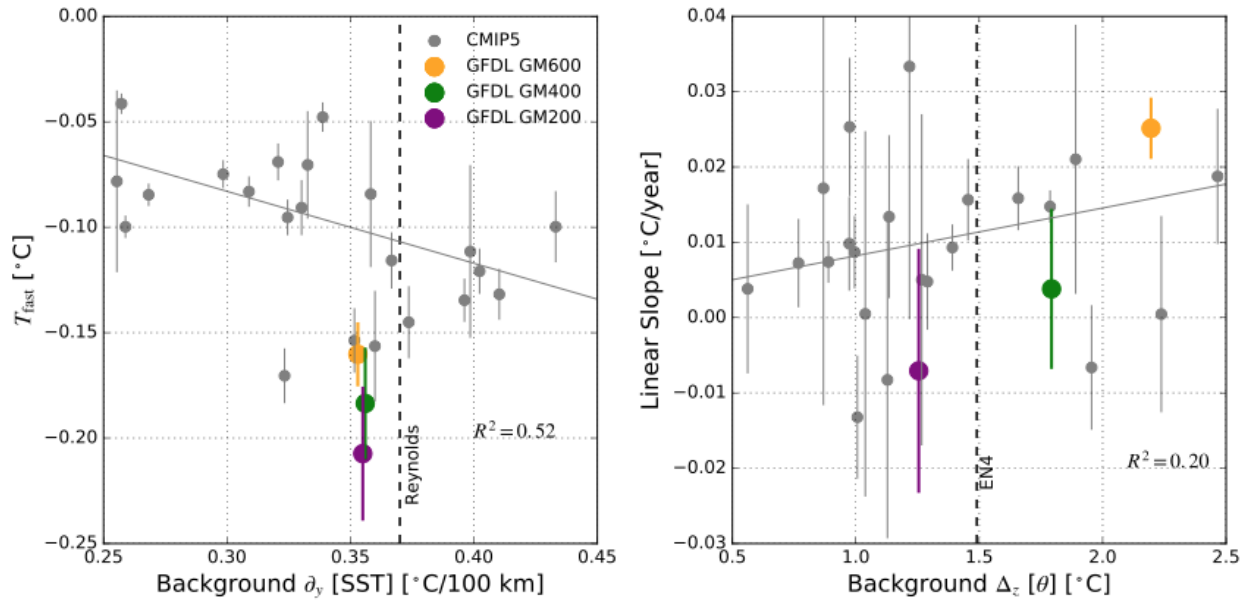 0.00
−0.05
−0.10
−0.15
−0.20
−0.25
T_fast [°C]
CMIP5
GFDL GM600
GFDL GM400
GFDL GM200
Reynolds
R² = 0.52
0.25 0.30 0.35 0.40 0.45
Background ∂_y [SST] [°C/100 km]
0.04
0.03
0.02
0.01
0.00
−0.01
−0.02
−0.03
Linear Slope [°C/year]
EN4
R² = 0.20
0.5 1.0 1.5 2.0 2.5
Background Δ_z [θ] [°C]